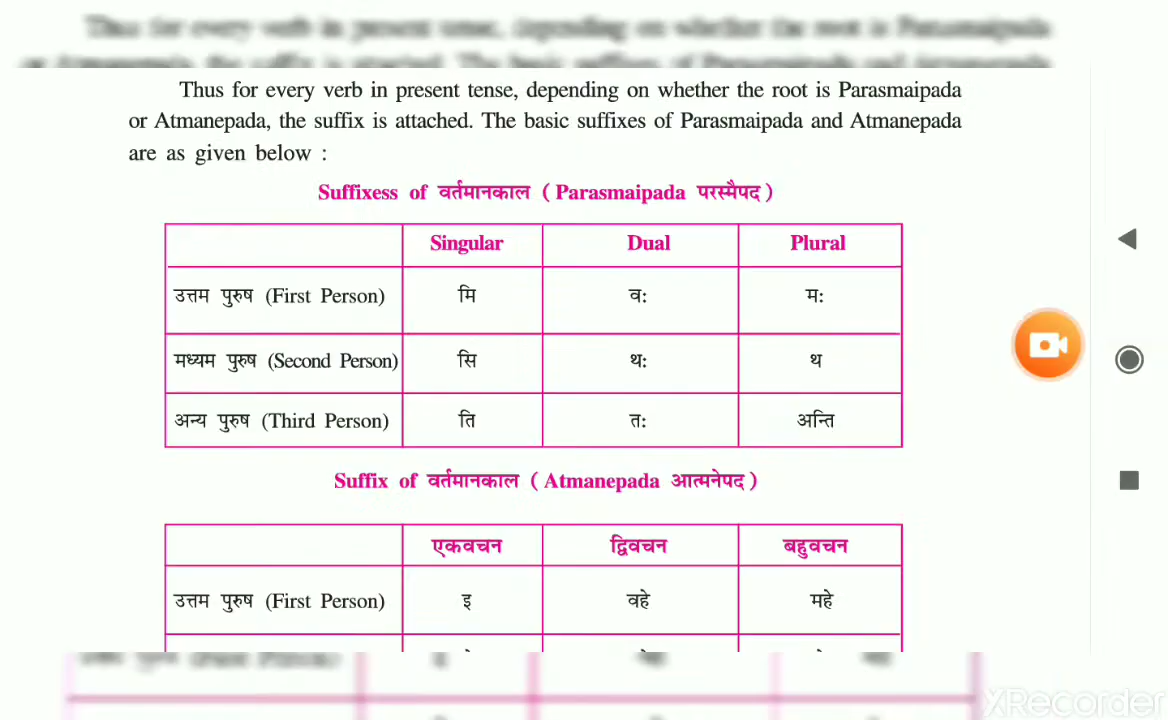 Thus for every verb in present tense, depending on whether the root is Parasmaipada
or Atmanepada, the suffix is attached. The basic suffixes of Parasmaipada and Atmanepada
are as given below :
Suffixess of वर्तमानकाल ( Parasmaipada परस्मैपद )
Singular Dual Plural
उत्तम पुरुष (First Person) मि वः मः
मध्यम पुरुष (Second Person) सि थः थ
अन्य पुरुष (Third Person) ति तः अन्ति
Suffix of वर्तमानकाल ( Atmanepada आत्मनेपद )
एकवचन द्विवचन बहुवचन
उत्तम पुरुष (First Person) इ वहे महे
XRecorder